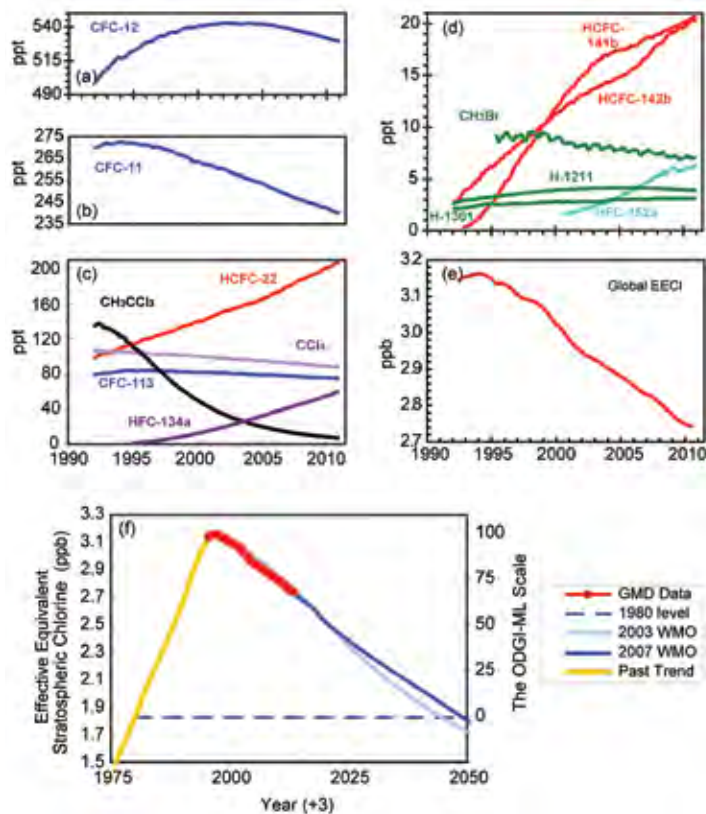 540
515
490
ppt
CFC-12
(a)
275
265
255
245
235
ppt
CFC-11
(b)
200
160
120
80
40
0
ppt
(c)
HCFC-22
CH₃CCl₃
CCl₄
CFC-113
HFC-134a
1990
1995
2000
2005
2010
20
15
10
5
0
ppt
(d)
HCFC-
141b
HCFC-142b
CH₃Br
H-1211
H-1301
HFC-152a
3.2
3.1
3.0
2.9
2.8
2.7
ppb
(e)
Global EECl
1990
1995
2000
2005
2010
3.3
3.1
2.9
2.7
2.5
2.3
2.1
1.9
1.7
1.5
Effective Equivalent
Stratospheric Chlorine (ppb)
(f)
100
75
50
25
0
The ODGI-ML Scale
1975
2000
2025
2050
Year (+3)
GMD Data
1980 level
2003 WMO
2007 WMO
Past Trend